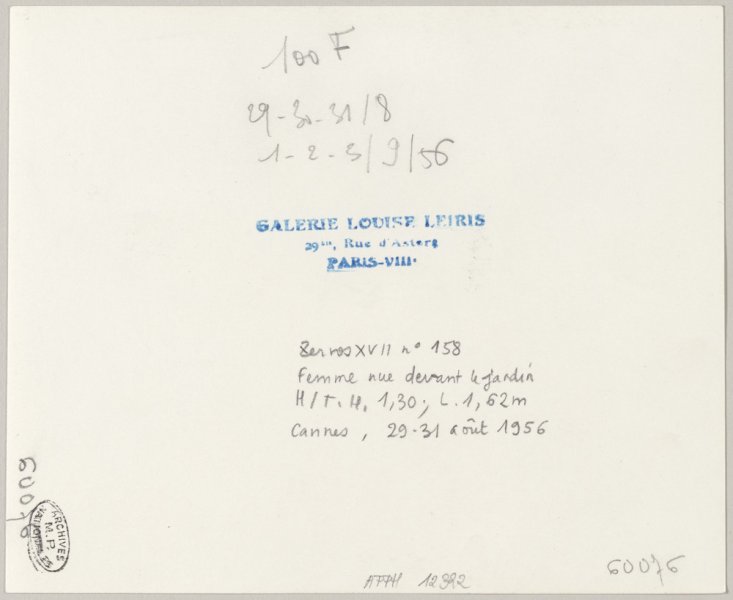 100 F
29-30-31/8
1-2-3/9/56
GALERIE LOUISE LEIRIS
29bis, Rue d'Astorg
PARIS-VIII.
Zervos XVII n° 158
Femme nue devant le jardin
H/T. H. 1,30; L. 1,62m
Cannes, 29-31 août 1956
60076
ARCHIVES
NATIONALES
M.P.
APPH 12392
60076